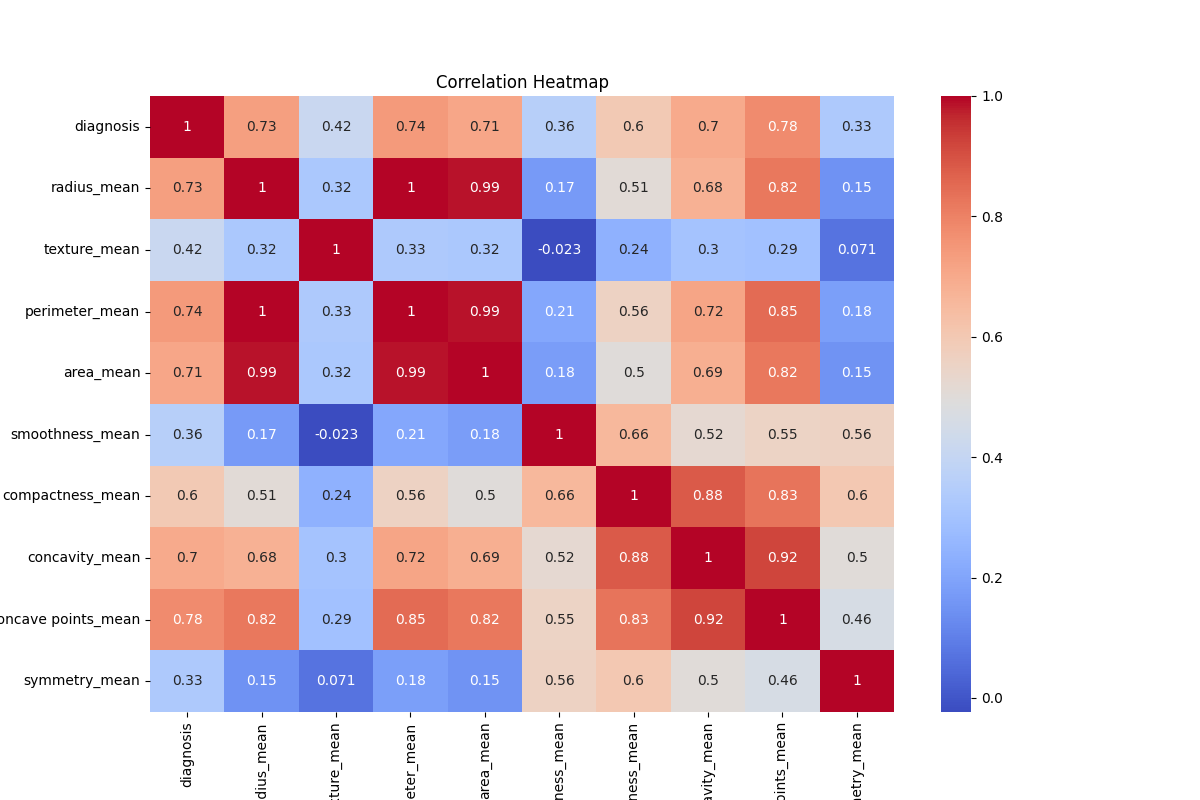 Correlation Heatmap
diagnosis 1 0.73 0.42 0.74 0.71 0.36 0.6 0.7 0.78 0.33
radius_mean 0.73 1 0.32 1 0.99 0.17 0.51 0.68 0.82 0.15
texture_mean 0.42 0.32 1 0.33 0.32 -0.023 0.24 0.3 0.29 0.071
perimeter_mean 0.74 1 0.33 1 0.99 0.21 0.56 0.72 0.85 0.18
area_mean 0.71 0.99 0.32 0.99 1 0.18 0.5 0.69 0.82 0.15
smoothness_mean 0.36 0.17 -0.023 0.21 0.18 1 0.66 0.52 0.55 0.56
compactness_mean 0.6 0.51 0.24 0.56 0.5 0.66 1 0.88 0.83 0.6
concavity_mean 0.7 0.68 0.3 0.72 0.69 0.52 0.88 1 0.92 0.5
oncave points_mean 0.78 0.82 0.29 0.85 0.82 0.55 0.83 0.92 1 0.46
symmetry_mean 0.33 0.15 0.071 0.18 0.15 0.56 0.6 0.5 0.46 1
diagnosis
dius_mean
ture_mean
eter_mean
area_mean
ness_mean
ness_mean
avity_mean
oints_mean
netry_mean
1.0
0.8
0.6
0.4
0.2
0.0